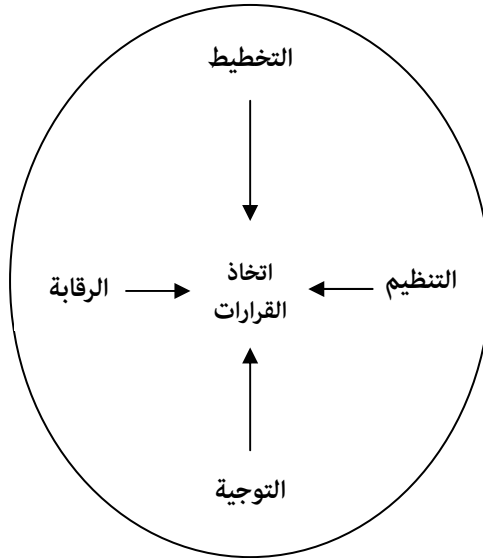 التخطيط
التنظيم
اتخاذ
القرارات
الرقابة
التوجية